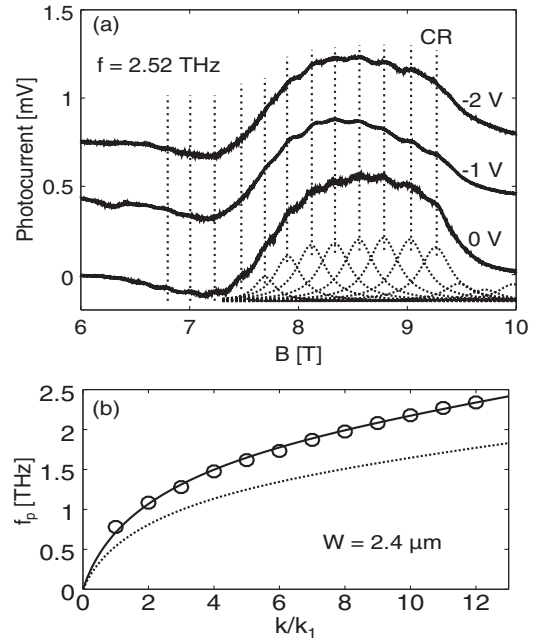 (a)
CR
f = 2.52 THz
-2 V
-1 V
0 V
1.5
1
0.5
0
Photocurrent [mV]
6 7 8 9 10
B [T]
(b)
2.5
2
1.5
1
0.5
0
f_p [THz]
W = 2.4 μm
0 2 4 6 8 10 12
k/k_1